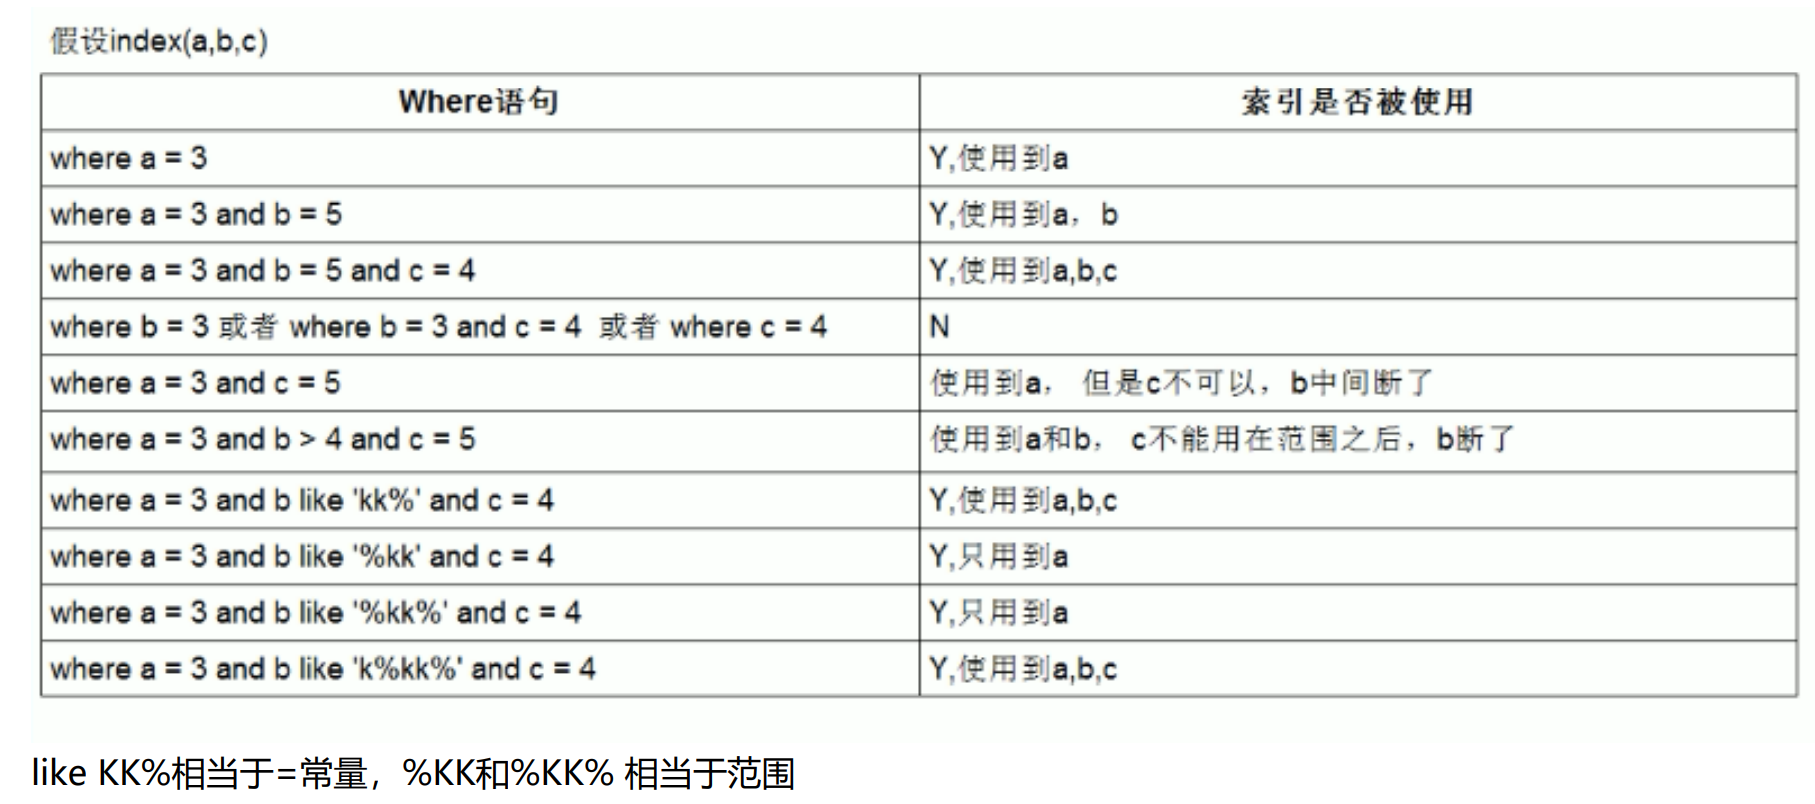 假设index(a,b,c)
Where语句 索引是否被使用
where a = 3 Y,使用到a
where a = 3 and b = 5 Y,使用到a，b
where a = 3 and b = 5 and c = 4 Y,使用到a,b,c
where b = 3 或者 where b = 3 and c = 4 或者 where c = 4 N
where a = 3 and c = 5 使用到a， 但是c不可以，b中间断了
where a = 3 and b > 4 and c = 5 使用到a和b， c不能用在范围之后，b断了
where a = 3 and b like 'kk%' and c = 4 Y,使用到a,b,c
where a = 3 and b like '%kk' and c = 4 Y,只用到a
where a = 3 and b like '%kk%' and c = 4 Y,只用到a
where a = 3 and b like 'k%kk%' and c = 4 Y,使用到a,b,c
like KK%相当于=常量，%KK和%KK% 相当于范围